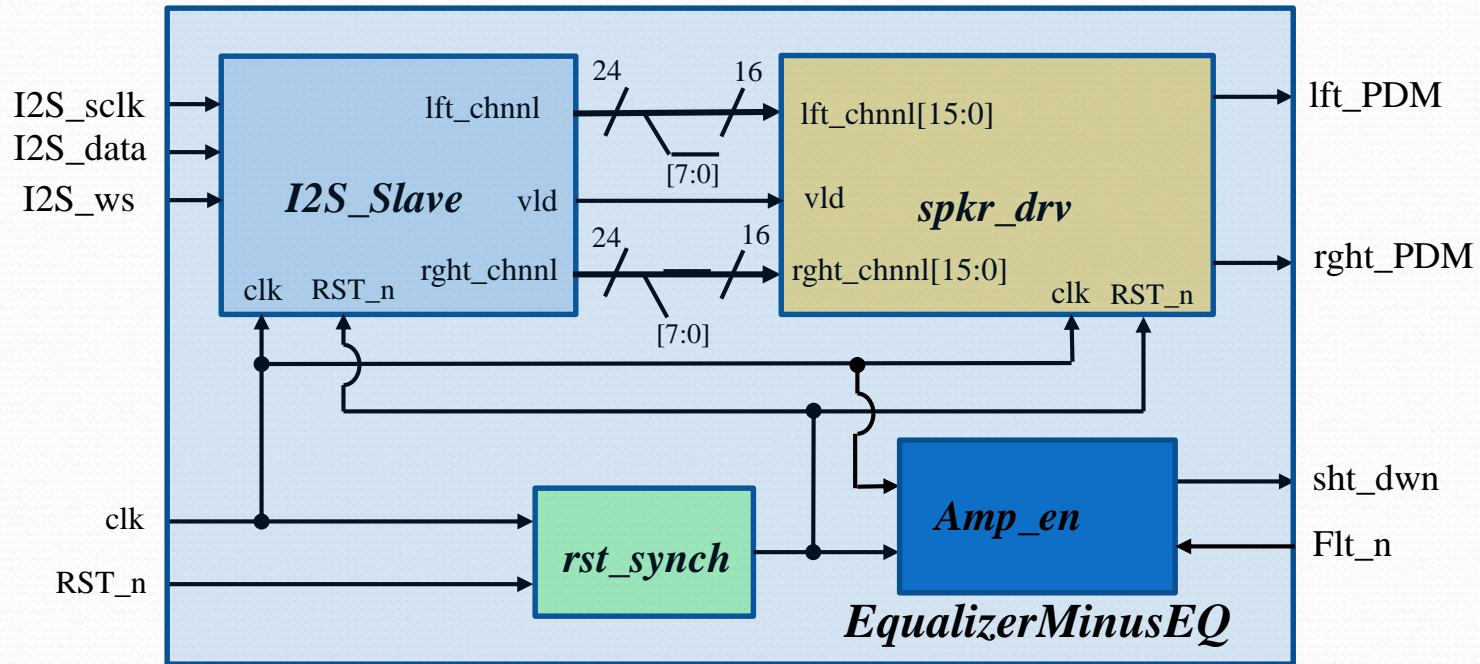 I2S_sclk
I2S_data
I2S_ws
clk
RST_n
lft_chnnl
I2S_Slave
vld
rght_chnnl
clk
RST_n
24
16
[7:0]
24
16
[7:0]
lft_chnnl[15:0]
vld
spkr_drv
rght_chnnl[15:0]
clk
RST_n
rst_synch
Amp_en
EqualizerMinusEQ
lft_PDM
rght_PDM
sht_dwn
Flt_n